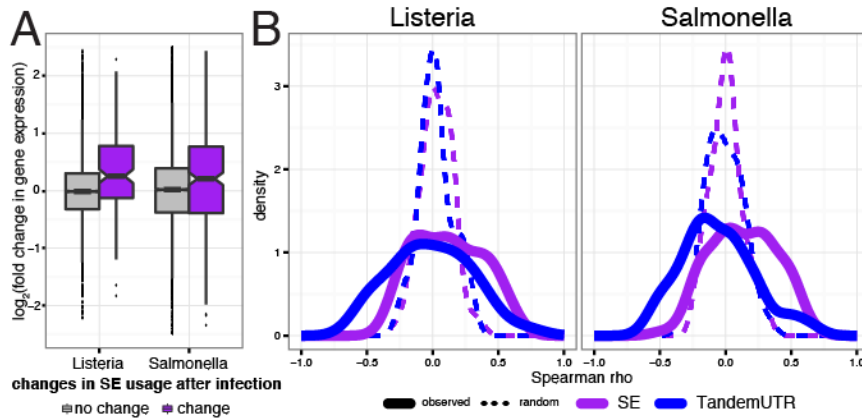 A
log2(fold change in gene expression)
2
1
0
−1
−2
Listeria Salmonella
changes in SE usage after infection
no change change
B
Listeria Salmonella
density
3
2
1
0
−1.0 −0.5 0.0 0.5 1.0 −1.0 −0.5 0.0 0.5 1.0
Spearman rho
observed random SE TandemUTR